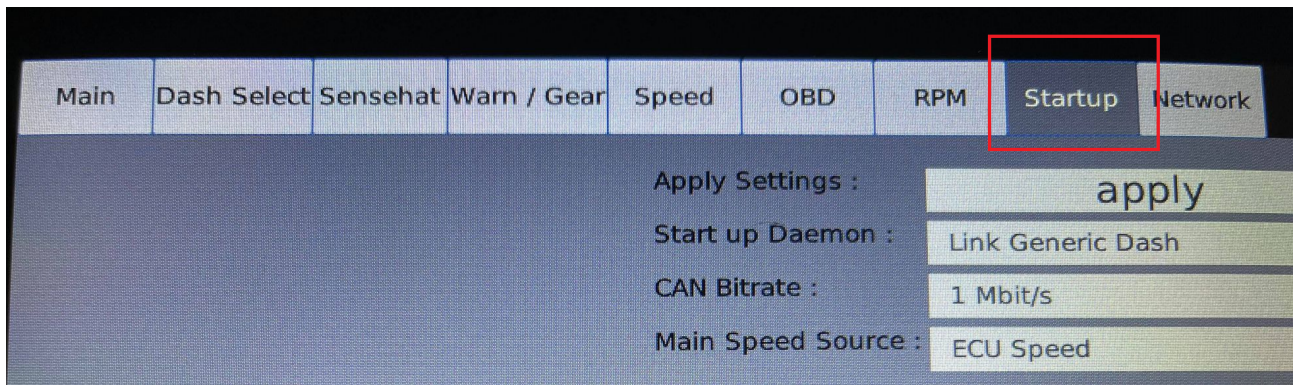 Main Dash Select Sensehat Warn / Gear Speed OBD RPM Startup Network
Apply Settings : apply
Start up Daemon : Link Generic Dash
CAN Bitrate : 1 Mbit/s
Main Speed Source : ECU Speed